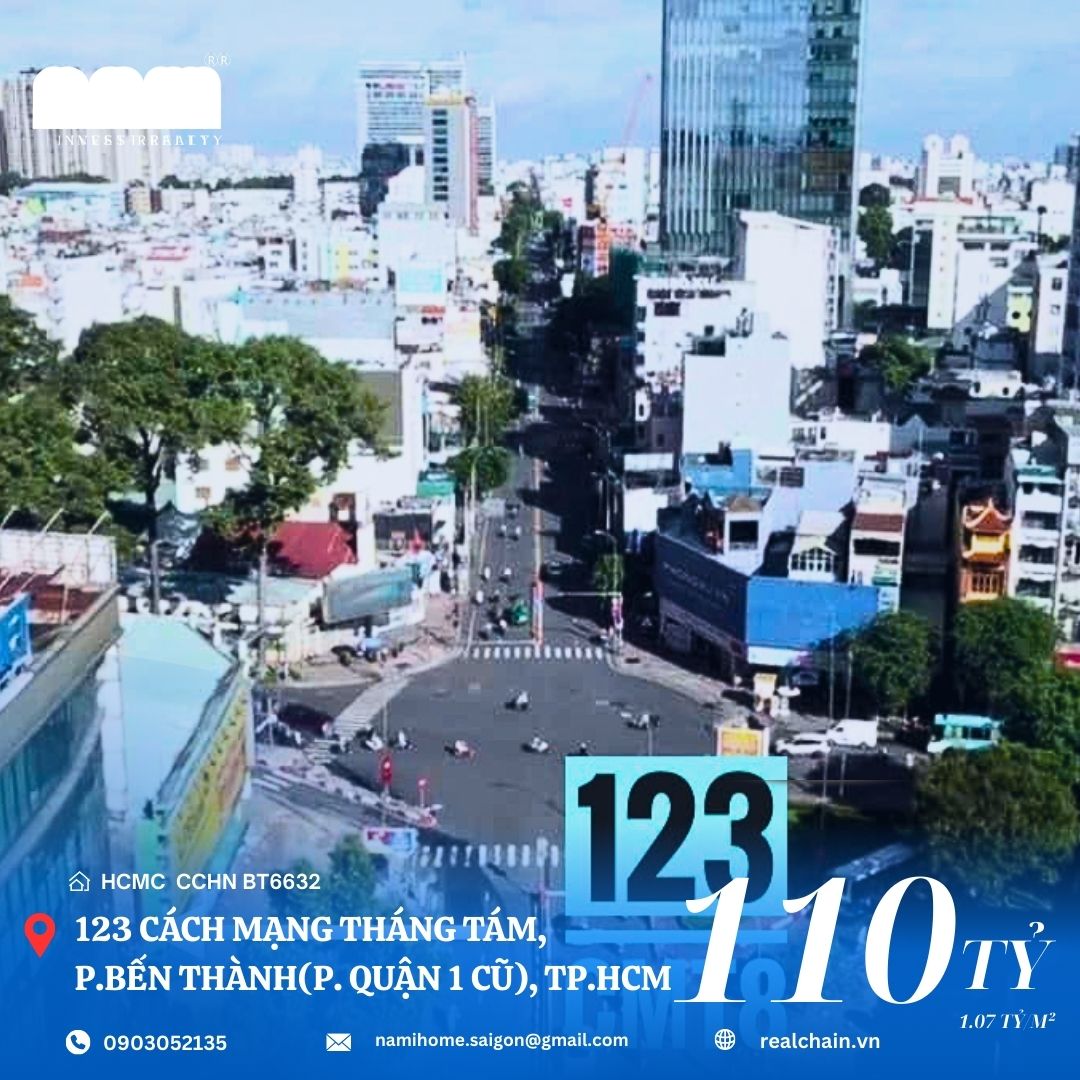 123
CMT8
HCMC CCHN BT6632
123 CÁCH MẠNG THÁNG TÁM,
P.BẾN THÀNH(P. QUẬN 1 CŨ), TP.HCM
110 TỶ
1.07 TỶ/M²
0903052135
namihome.saigon@gmail.com
realchain.vn